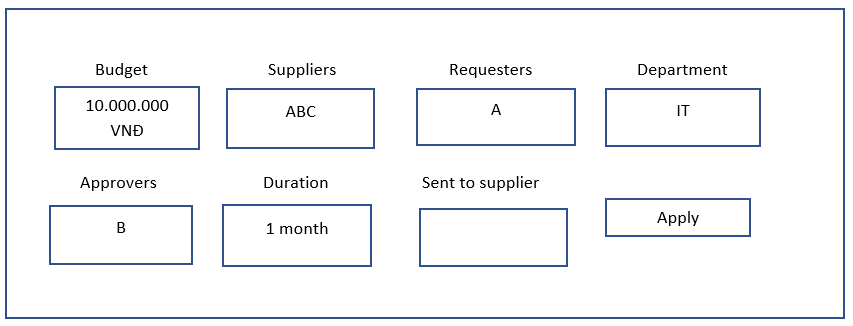 Budget
Suppliers
Requesters
Department
10.000.000
VNĐ
ABC
A
IT
Approvers
Duration
Sent to supplier
B
1 month
Apply